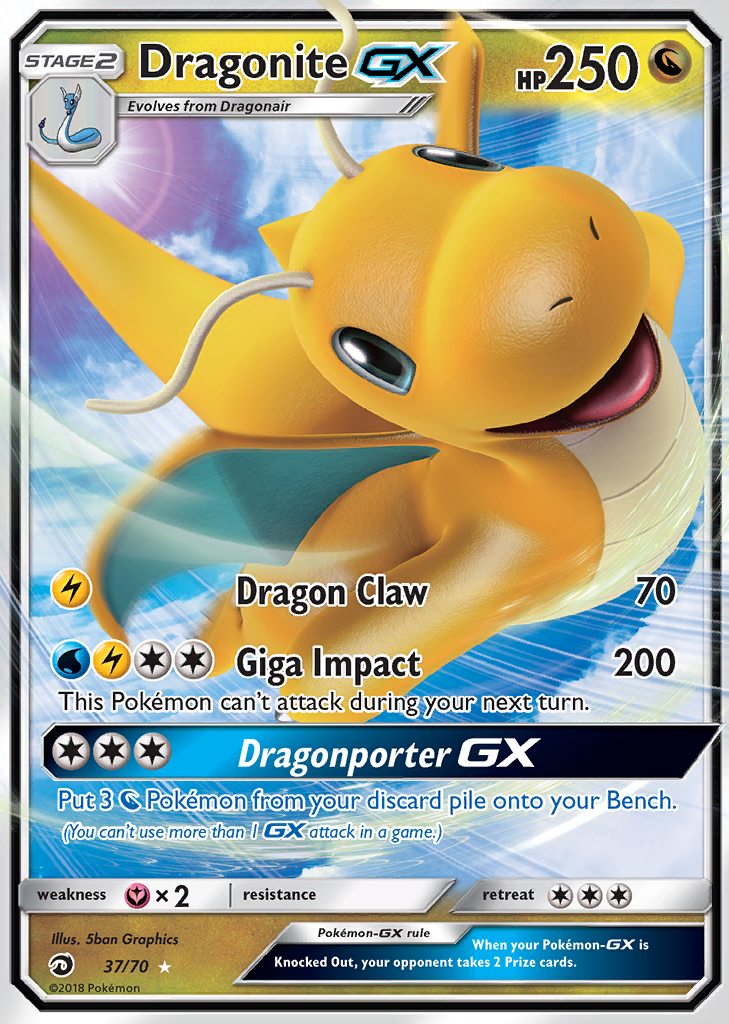 STAGE2 Dragonite GX HP250
Evolves from Dragonair
Dragon Claw 70
Giga Impact 200
This Pokémon can't attack during your next turn.
Dragonporter GX
Put 3 Pokémon from your discard pile onto your Bench.
(You can't use more than 1 GX attack in a game.)
weakness ×2 resistance retreat
Illus. 5ban Graphics
37/70
©2018 Pokémon
Pokémon-GX rule
When your Pokémon-GX is
Knocked Out, your opponent takes 2 Prize cards.